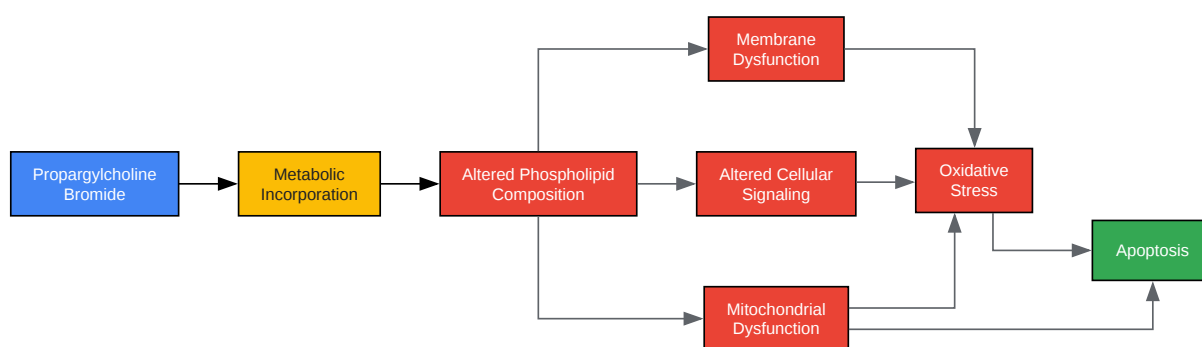 Membrane
Dysfunction
Propargylcholine
Bromide
Metabolic
Incorporation
Altered Phospholipid
Composition
Altered Cellular
Signaling
Oxidative
Stress
Apoptosis
Mitochondrial
Dysfunction